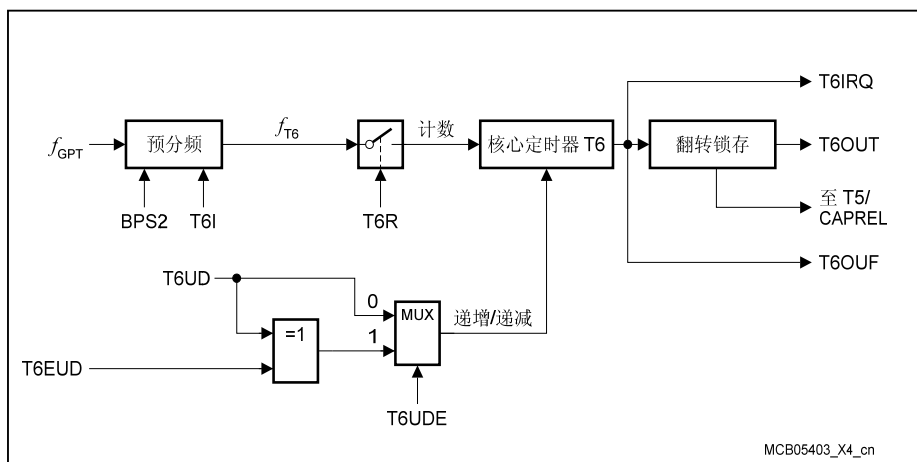 T6IRQ
f_GPT
预分频
f_T6
计数
核心定时器 T6
翻转锁存
T6OUT
BPS2
T6I
T6R
至 T5/
CAPREL
T6OUF
T6UD
0
MUX
=1
1
递增/递减
T6EUD
T6UDE
MCB05403_X4_cn